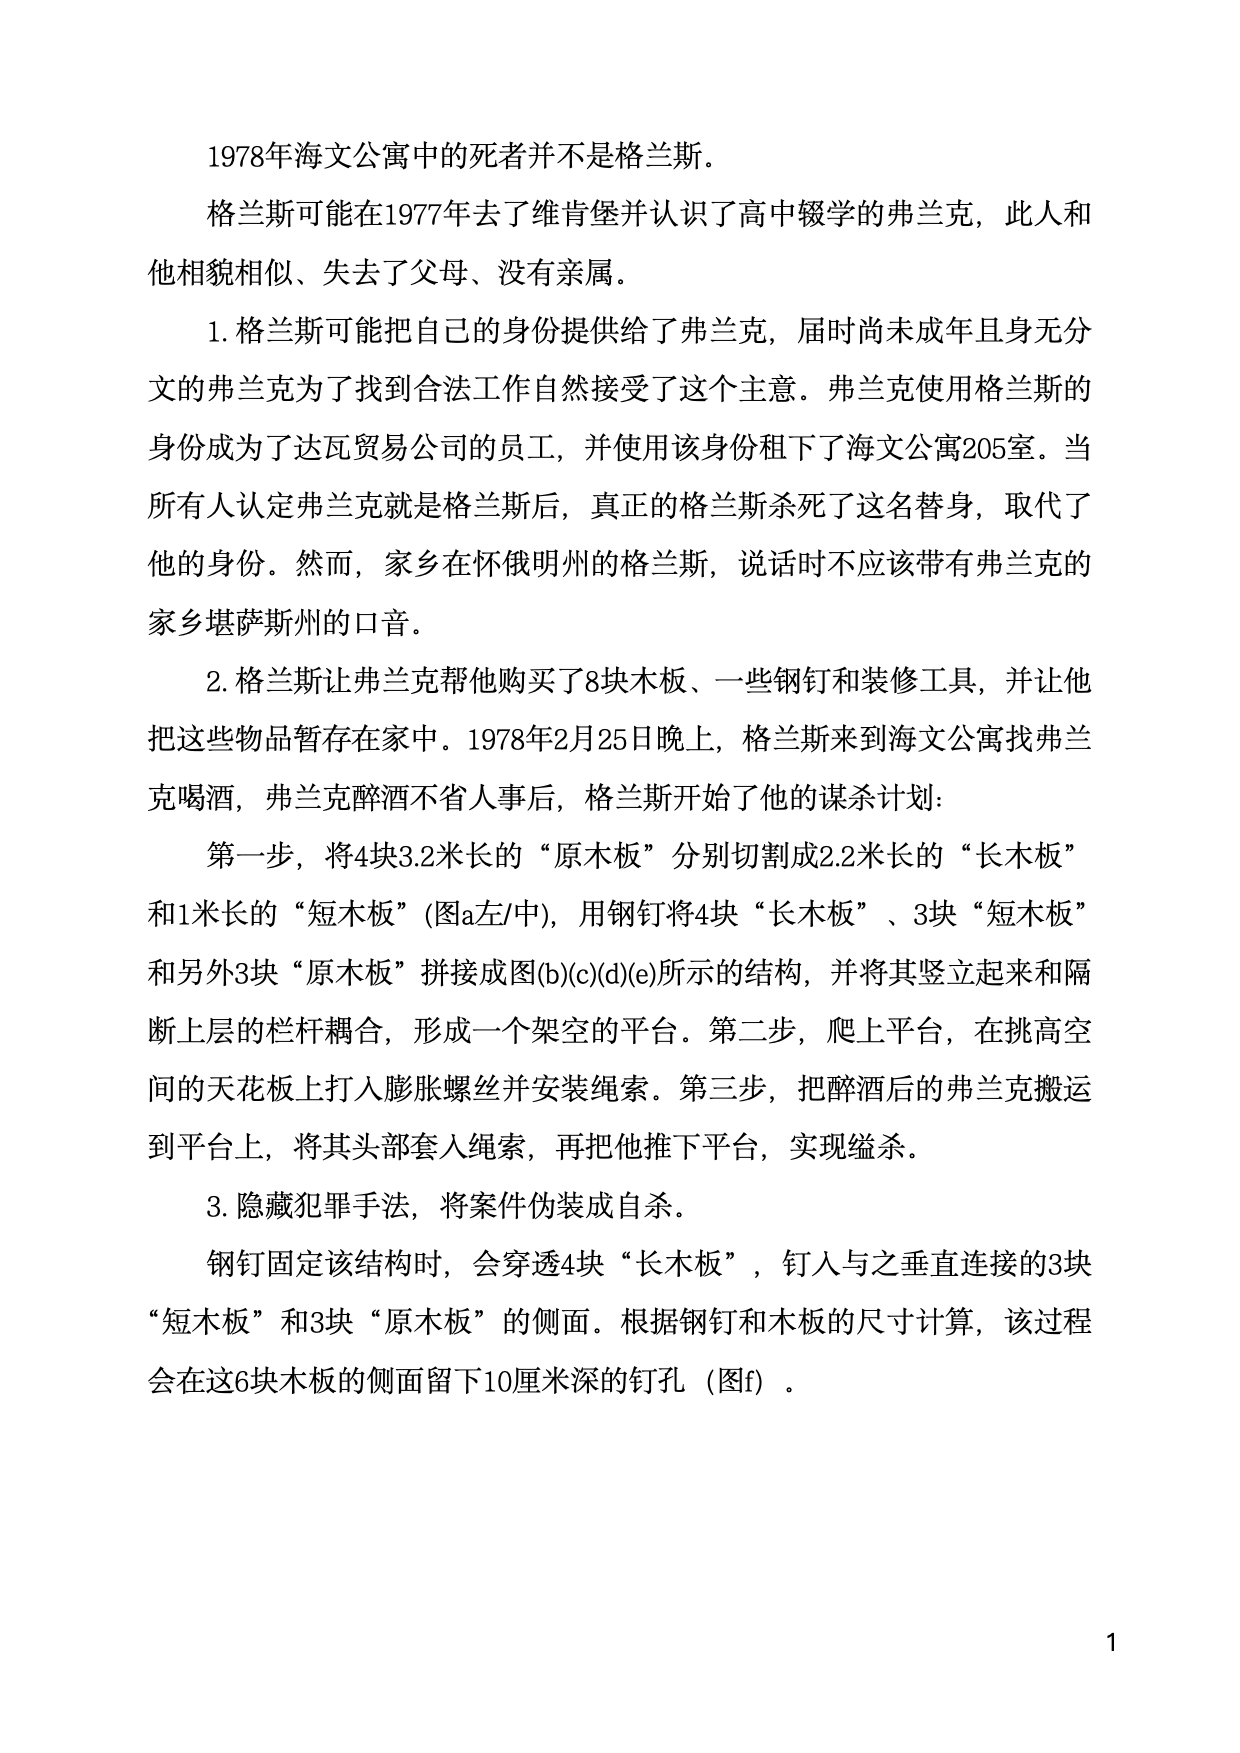 1978年海文公寓中的死者并不是格兰斯。
格兰斯可能在1977年去了维肯堡并认识了高中辍学的弗兰克，此人和
他相貌相似、失去了父母、没有亲属。
1. 格兰斯可能把自己的身份提供给了弗兰克，届时尚未成年且身无分
文的弗兰克为了找到合法工作自然接受了这个主意。弗兰克使用格兰斯的
身份成为了达瓦贸易公司的员工，并使用该身份租下了海文公寓205室。当
所有人认定弗兰克就是格兰斯后，真正的格兰斯杀死了这名替身，取代了
他的身份。然而，家乡在怀俄明州的格兰斯，说话时不应该带有弗兰克的
家乡堪萨斯州的口音。
2. 格兰斯让弗兰克帮他购买了8块木板、一些钢钉和装修工具，并让他
把这些物品暂存在家中。1978年2月25日晚上，格兰斯来到海文公寓找弗兰
克喝酒，弗兰克醉酒不省人事后，格兰斯开始了他的谋杀计划：
第一步，将4块3.2米长的“原木板”分别切割成2.2米长的“长木板”
和1米长的“短木板”(图a左/中)，用钢钉将4块“长木板”、3块“短木板”
和另外3块“原木板”拼接成图(b)(c)(d)(e)所示的结构，并将其竖立起来和隔
断上层的栏杆耦合，形成一个架空的平台。第二步，爬上平台，在挑高空
间的天花板上打入膨胀螺丝并安装绳索。第三步，把醉酒后的弗兰克搬运
到平台上，将其头部套入绳索，再把他推下平台，实现缢杀。
3. 隐藏犯罪手法，将案件伪装成自杀。
钢钉固定该结构时，会穿透4块“长木板”，钉入与之垂直连接的3块
“短木板”和3块“原木板”的侧面。根据钢钉和木板的尺寸计算，该过程
会在这6块木板的侧面留下10厘米深的钉孔（图f）。
1